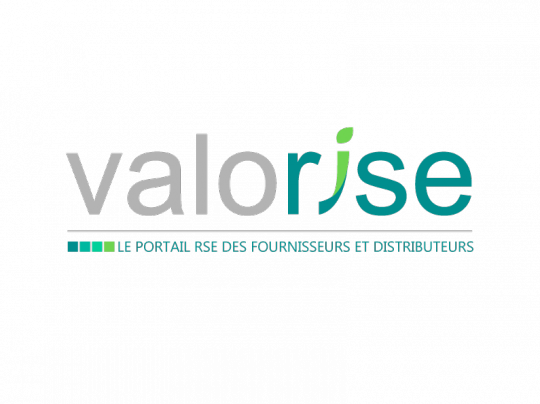 valorise
LE PORTAIL RSE DES FOURNISSEURS ET DISTRIBUTEURS